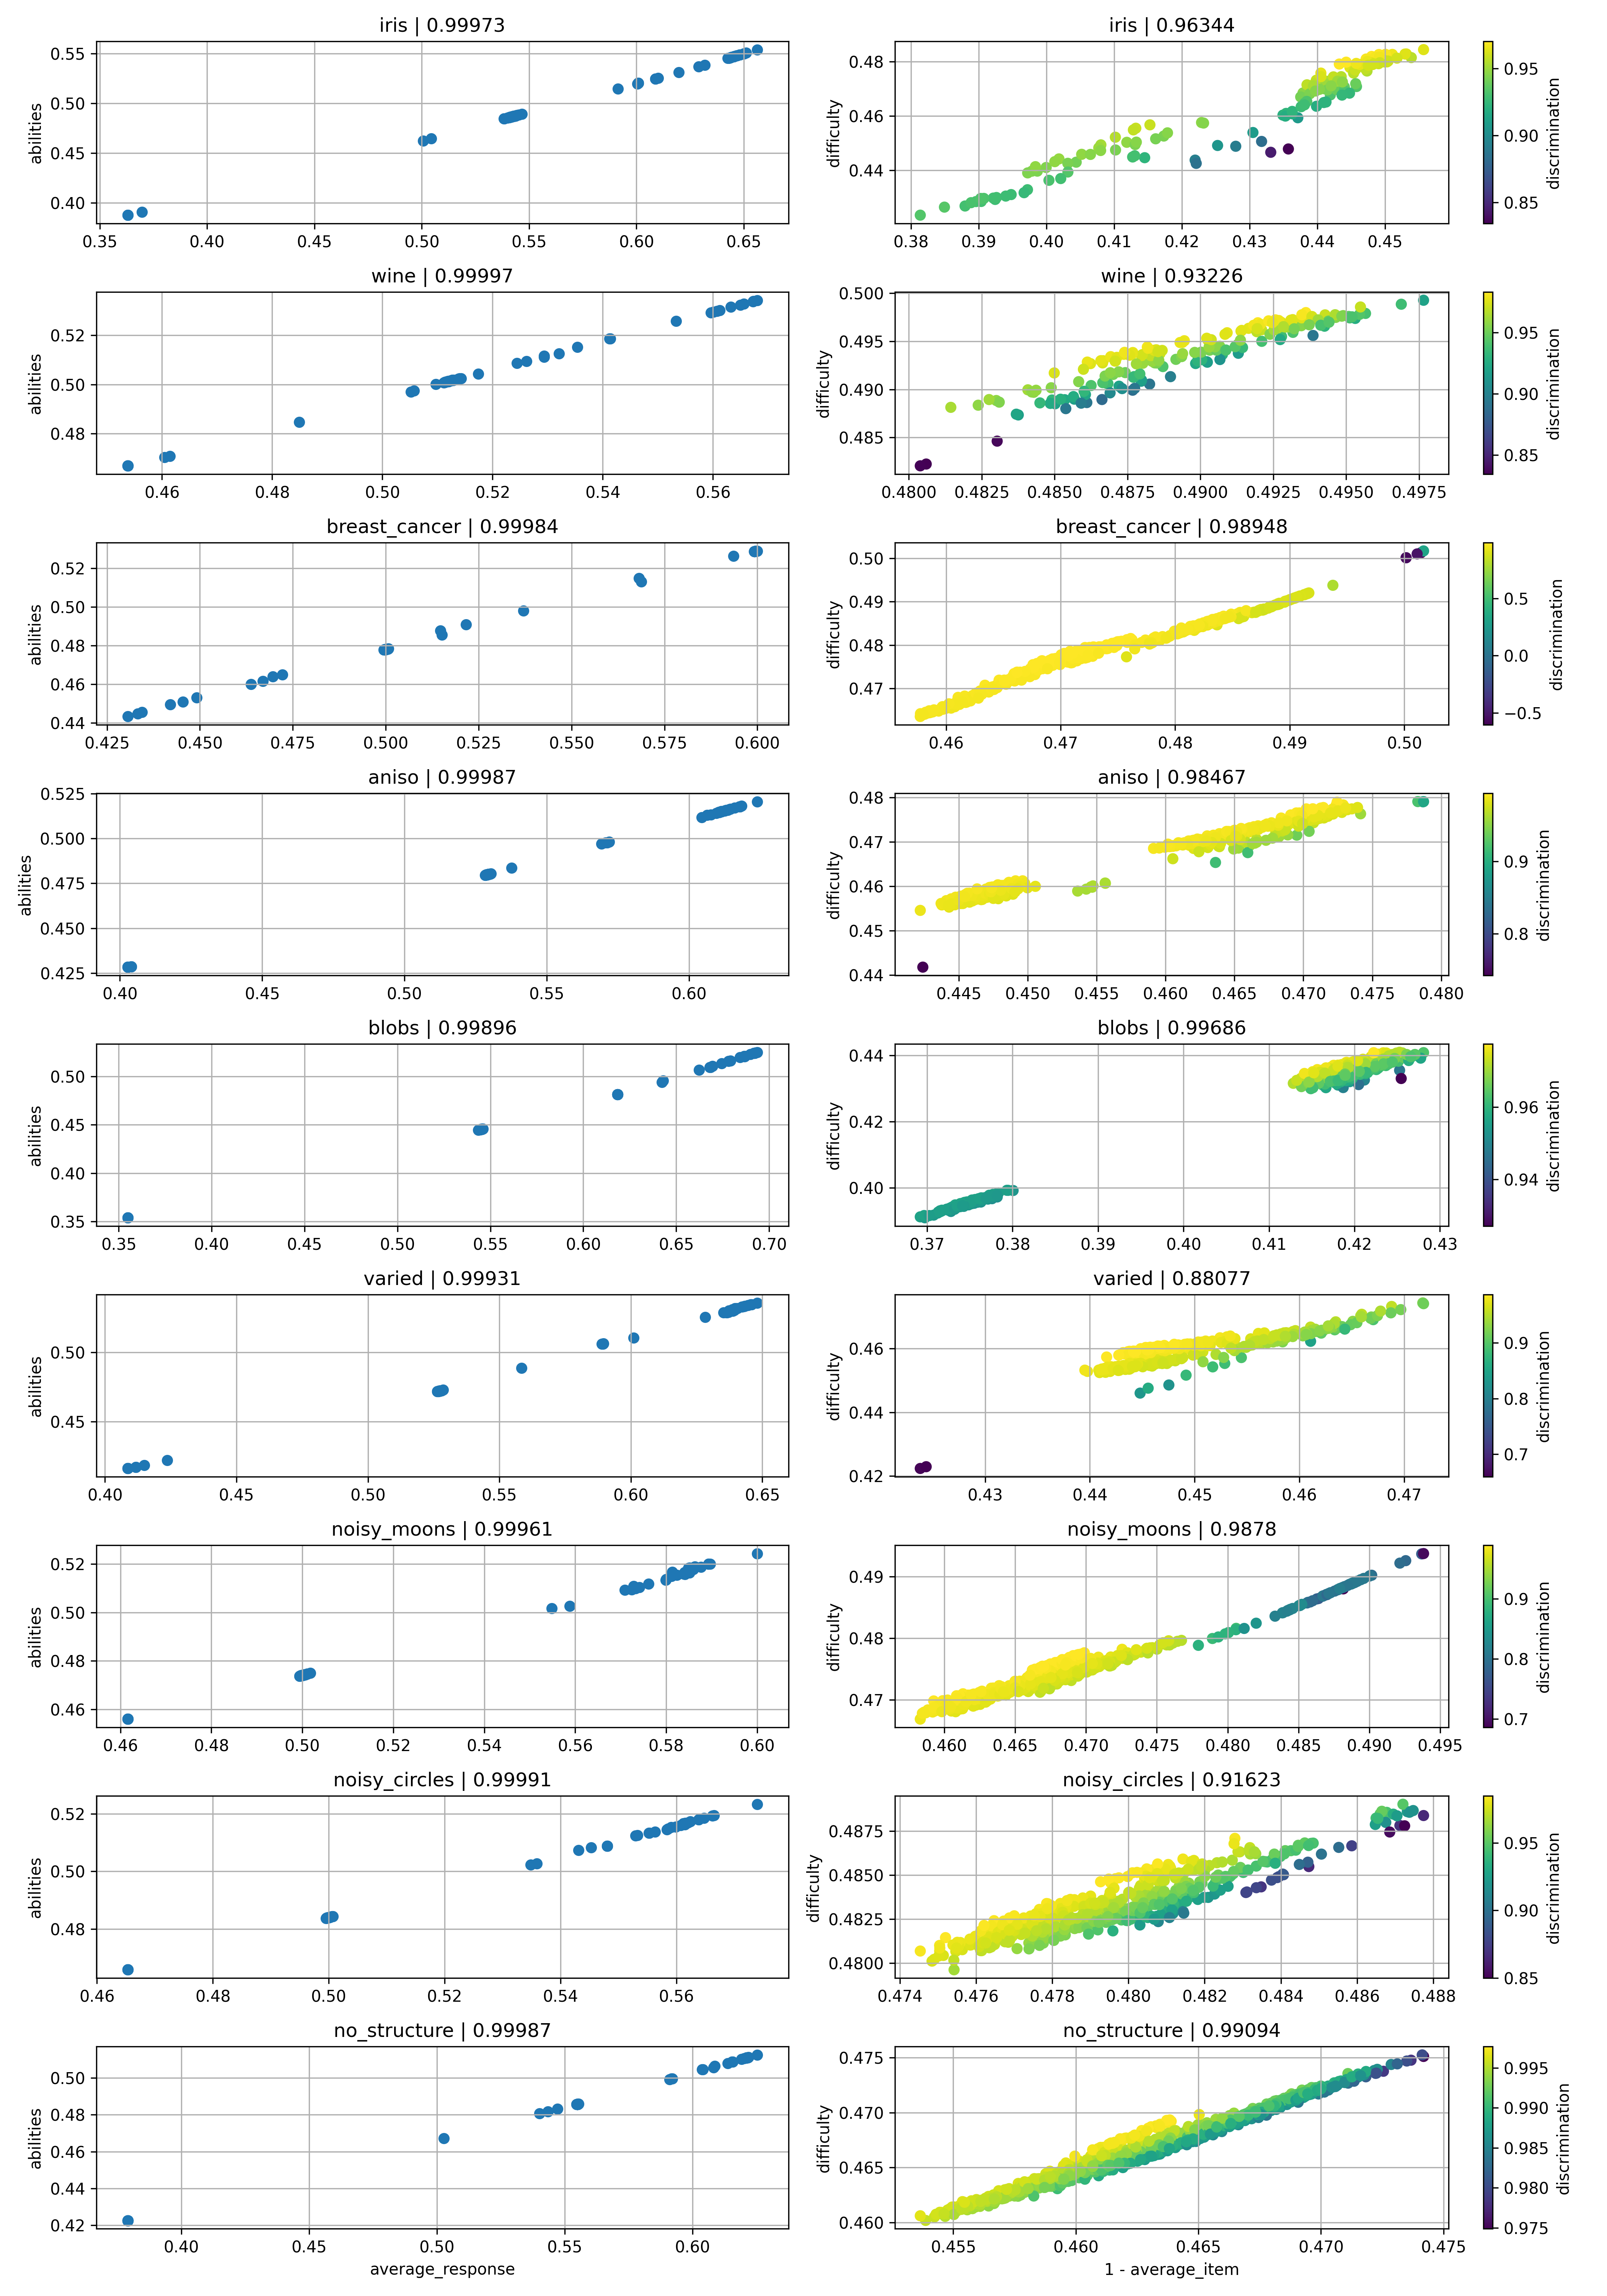 iris | 0.99973
abilities
0.55
0.50
0.45
0.40
0.35 0.40 0.45 0.50 0.55 0.60 0.65
iris | 0.96344
difficulty
0.48
0.46
0.44
0.38 0.39 0.40 0.41 0.42 0.43 0.44 0.45
0.95
0.90
0.85
discrimination
wine | 0.99997
abilities
0.52
0.50
0.48
0.46 0.48 0.50 0.52 0.54 0.56
wine | 0.93226
difficulty
0.500
0.495
0.490
0.485
0.4800 0.4825 0.4850 0.4875 0.4900 0.4925 0.4950 0.4975
0.95
0.90
0.85
discrimination
breast_cancer | 0.99984
abilities
0.52
0.50
0.48
0.46
0.44
0.425 0.450 0.475 0.500 0.525 0.550 0.575 0.600
breast_cancer | 0.98948
difficulty
0.50
0.49
0.48
0.47
0.46 0.47 0.48 0.49 0.50
0.5
0.0
−0.5
discrimination
aniso | 0.99987
abilities
0.525
0.500
0.475
0.450
0.425
0.40 0.45 0.50 0.55 0.60
aniso | 0.98467
difficulty
0.48
0.47
0.46
0.45
0.44
0.445 0.450 0.455 0.460 0.465 0.470 0.475 0.480
0.9
0.8
discrimination
blobs | 0.99896
abilities
0.50
0.45
0.40
0.35
0.35 0.40 0.45 0.50 0.55 0.60 0.65 0.70
blobs | 0.99686
difficulty
0.44
0.42
0.40
0.37 0.38 0.39 0.40 0.41 0.42 0.43
0.96
0.94
discrimination
varied | 0.99931
abilities
0.50
0.45
0.40 0.45 0.50 0.55 0.60 0.65
varied | 0.88077
difficulty
0.46
0.44
0.42
0.43 0.44 0.45 0.46 0.47
0.9
0.8
0.7
discrimination
noisy_moons | 0.99961
abilities
0.52
0.50
0.48
0.46
0.46 0.48 0.50 0.52 0.54 0.56 0.58 0.60
noisy_moons | 0.9878
difficulty
0.49
0.48
0.47
0.460 0.465 0.470 0.475 0.480 0.485 0.490 0.495
0.9
0.8
0.7
discrimination
noisy_circles | 0.99991
abilities
0.52
0.50
0.48
0.46 0.48 0.50 0.52 0.54 0.56
noisy_circles | 0.91623
difficulty
0.4875
0.4850
0.4825
0.4800
0.474 0.476 0.478 0.480 0.482 0.484 0.486 0.488
0.95
0.90
0.85
discrimination
no_structure | 0.99987
abilities
0.50
0.48
0.46
0.44
0.42
0.40 0.45 0.50 0.55 0.60
average_response
no_structure | 0.99094
difficulty
0.475
0.470
0.465
0.460
0.455 0.460 0.465 0.470 0.475
1 - average_item
0.995
0.990
0.985
0.980
0.975
discrimination